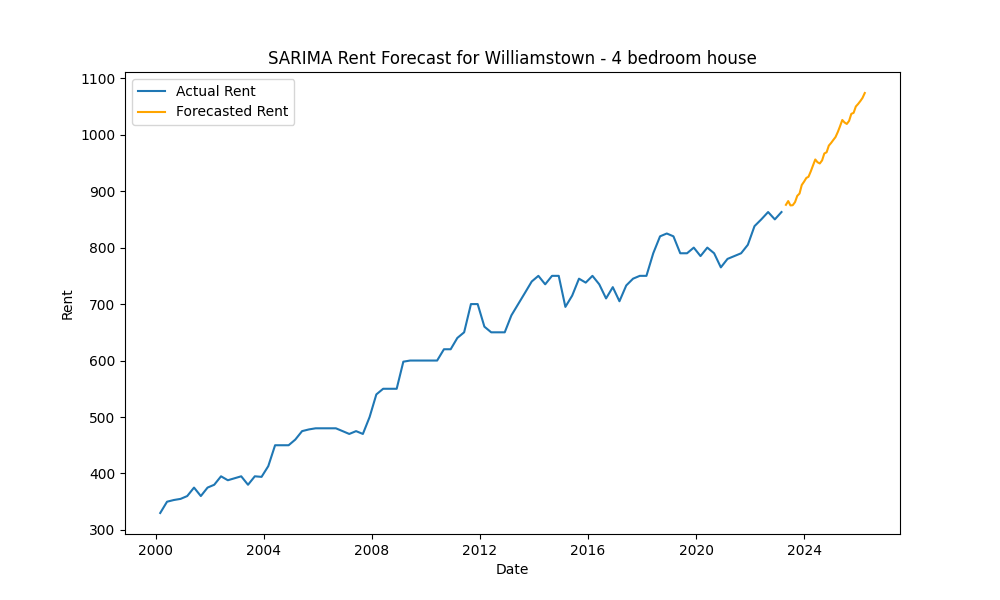 SARIMA Rent Forecast for Williamstown - 4 bedroom house
Actual Rent
Forecasted Rent
1100
1000
900
800
700
600
500
400
300
Rent
2000 2004 2008 2012 2016 2020 2024
Date